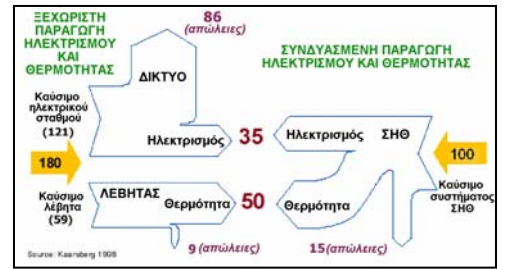 ΞΕΧΩΡΙΣΤΗ
ΠΑΡΑΓΩΓΗ
ΗΛΕΚΤΡΙΣΜΟΥ
ΚΑΙ
ΘΕΡΜΟΤΗΤΑΣ
86
(απώλειες)
ΣΥΝΔΥΑΣΜΕΝΗ ΠΑΡΑΓΩΓΗ
ΗΛΕΚΤΡΙΣΜΟΥ ΚΑΙ ΘΕΡΜΟΤΗΤΑΣ
ΔΙΚΤΥΟ
Καύσιμο
ηλεκτρικού
σταθμού
(121)
Ηλεκτρισμός
35
Ηλεκτρισμός
ΣΗΘ
180
100
Καύσιμο
λέβητα
(59)
ΛΕΒΗΤΑΣ
Θερμότητα
50
Θερμότητα
Καύσιμο
συστήματος
ΣΗΘ
9 (απώλειες)
15(απώλειες)
Source: Kaarsberg 1998